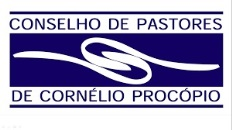 CONSELHO DE PASTORES
DE CORNÉLIO PROCÓPIO